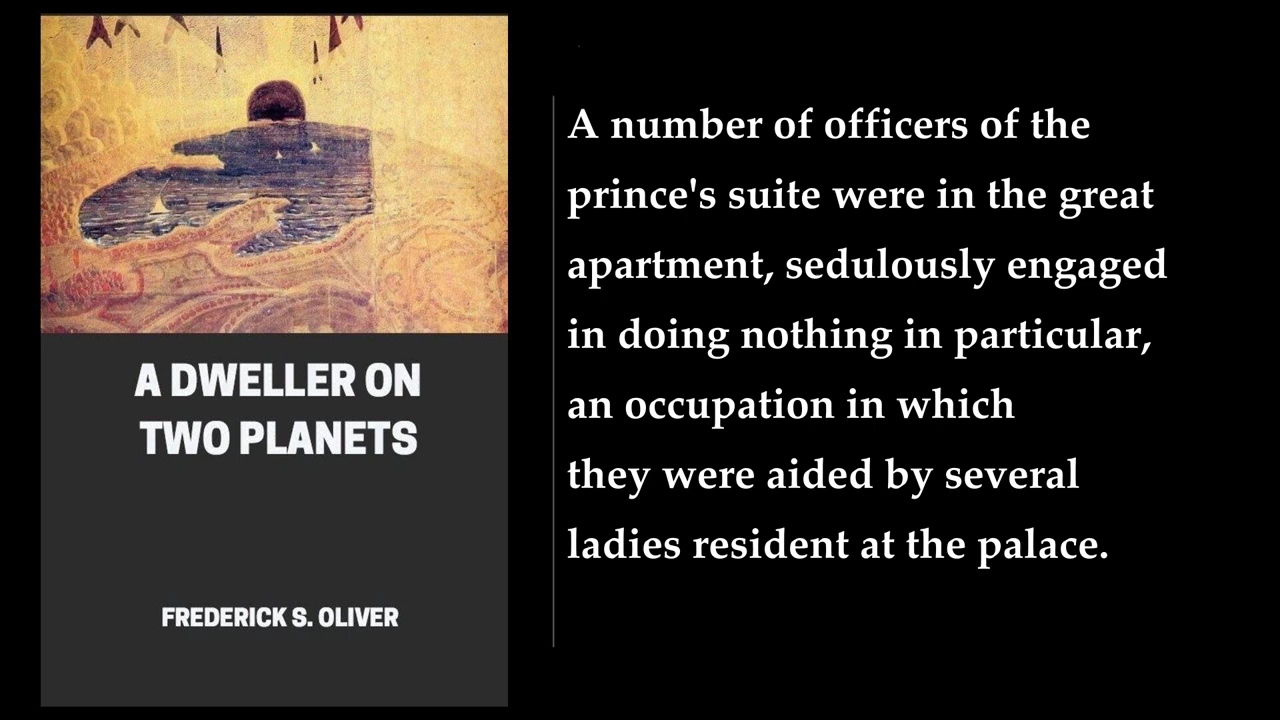 A DWELLER ON
TWO PLANETS
FREDERICK S. OLIVER
A number of officers of the
prince's suite were in the great
apartment, sedulously engaged
in doing nothing in particular,
an occupation in which
they were aided by several
ladies resident at the palace.